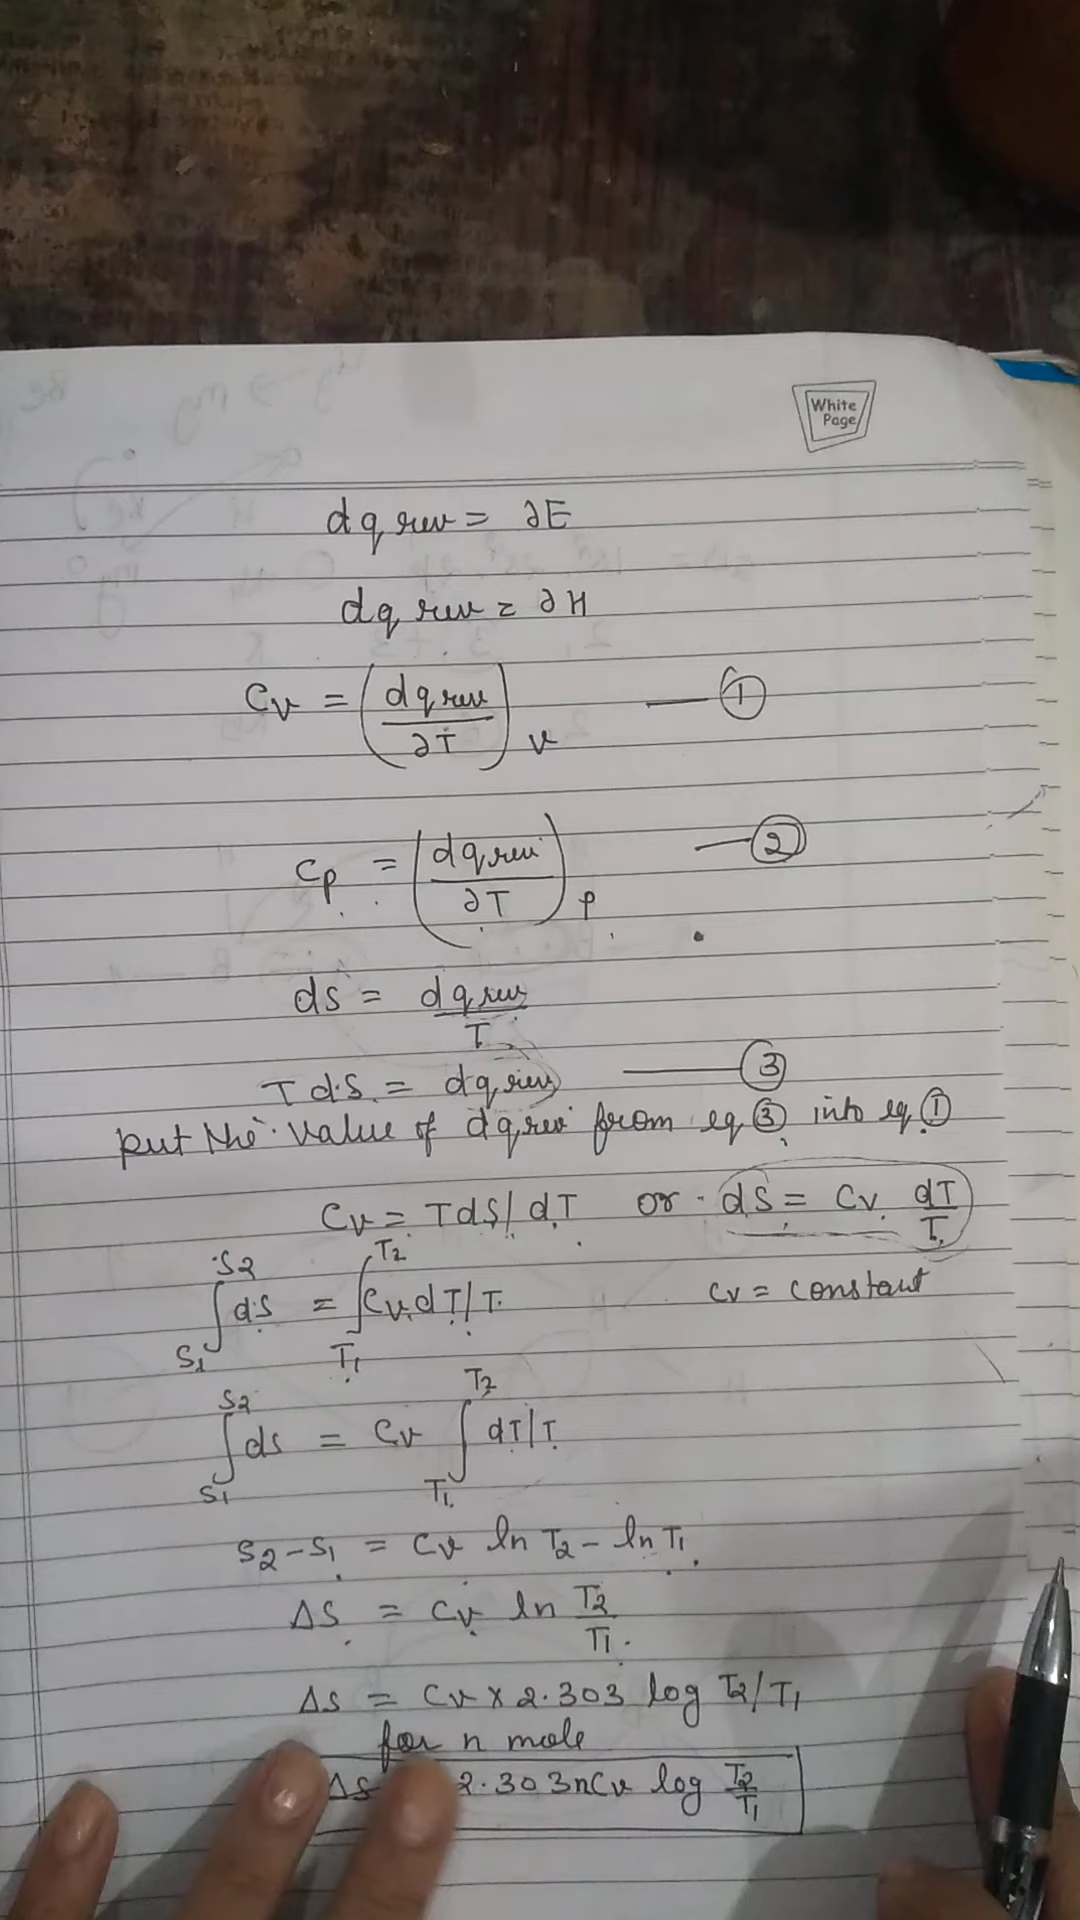 White
Page
dq rev = ∂E
dq rev = ∂H
Cv = (dq rev / ∂T)v — ①
Cp = (dq rev / ∂T)p — ②
ds = dq rev / T
Tds = dq rev — ③
put the value of dq rev from eq ③ into eq ①
Cv = Tds/dT or ds = Cv dT/T
∫S1^S2 ds = ∫T1^T2 Cv dT/T Cv = constant
∫S1^S2 ds = Cv ∫T1^T2 dT/T
S2-S1 = Cv ln T2 - ln T1
ΔS = Cv ln T2/T1
ΔS = Cv x 2.303 log T2/T1
for n mole
ΔS 2.303nCv log T2/T1